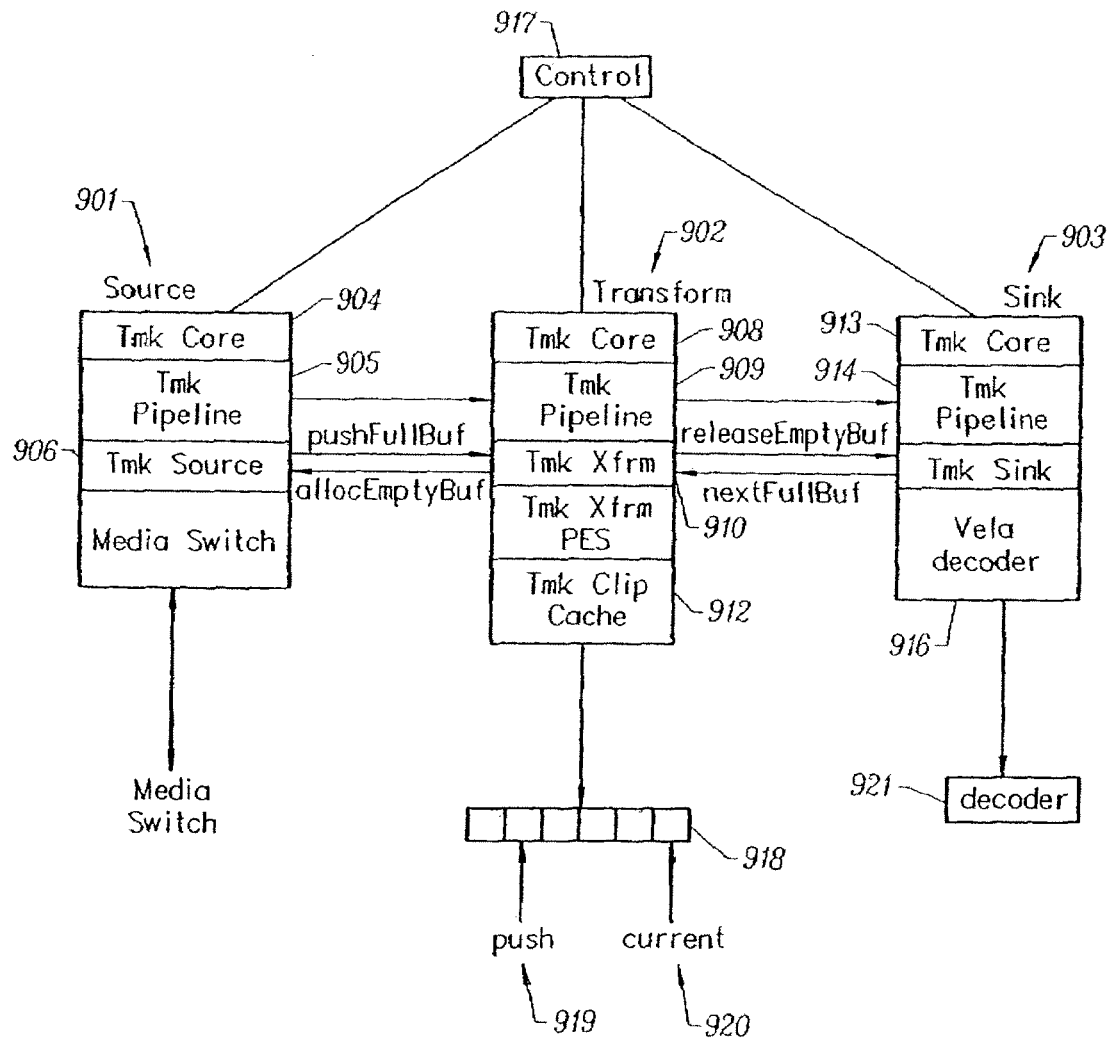 917
Control
901
902
903
Source
Transform
Sink
904
908
913
Tmk Core
Tmk Core
Tmk Core
905
909
914
Tmk
Pipeline
Tmk
Pipeline
Tmk
Pipeline
906
pushFullBuf
releaseEmptyBuf
Tmk Source
Tmk Xfrm
Tmk Sink
allocEmptyBuf
nextFullBuf
910
Media Switch
Tmk Xfrm
PES
Vela
decoder
Tmk Clip
Cache
912
916
Media
Switch
921
decoder
918
push
current
919
920